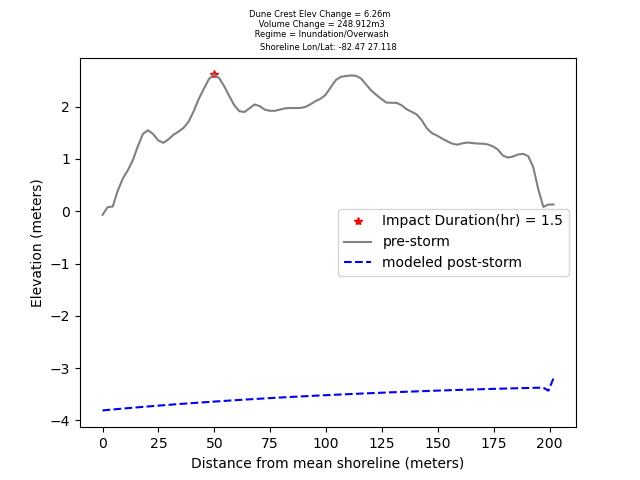 Dune Crest Elev Change = 6.26m
Volume Change = 248.912m3
Regime = Inundation/Overwash
Shoreline Lon/Lat: -82.47 27.118
Elevation (meters)
2
1
0
−1
−2
−3
−4
Impact Duration(hr) = 1.5
pre-storm
modeled post-storm
0 25 50 75 100 125 150 175 200
Distance from mean shoreline (meters)